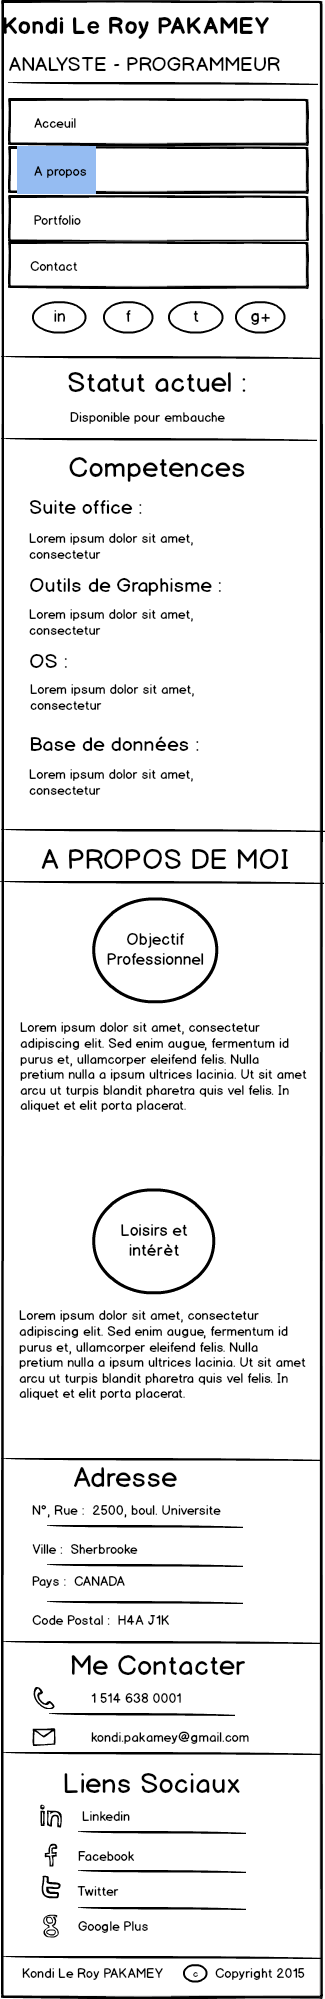 Kondi Le Roy PAKAMEY
ANALYSTE - PROGRAMMEUR
Acceuil
A propos
Portfolio
Contact
in f t g+
Statut actuel :
Disponible pour embauche
Competences
Suite office :
Lorem ipsum dolor sit amet,
consectetur
Outils de Graphisme :
Lorem ipsum dolor sit amet,
consectetur
OS :
Lorem ipsum dolor sit amet,
consectetur
Base de données :
Lorem ipsum dolor sit amet,
consectetur
A PROPOS DE MOI
Objectif
Professionnel
Lorem ipsum dolor sit amet, consectetur
adipiscing elit. Sed enim augue, fermentum id
purus et, ullamcorper eleifend felis. Nulla
pretium nulla a ipsum ultrices lacinia. Ut sit amet
arcu ut turpis blandit pharetra quis vel felis. In
aliquet et elit porta placerat.
Loisirs et
intérèt
Lorem ipsum dolor sit amet, consectetur
adipiscing elit. Sed enim augue, fermentum id
purus et, ullamcorper eleifend felis. Nulla
pretium nulla a ipsum ultrices lacinia. Ut sit amet
arcu ut turpis blandit pharetra quis vel felis. In
aliquet et elit porta placerat.
Adresse
N°, Rue : 2500, boul. Universite
Ville : Sherbrooke
Pays : CANADA
Code Postal : H4A J1K
Me Contacter
1 514 638 0001
kondi.pakamey@gmail.com
Liens Sociaux
in Linkedin
f Facebook
t Twitter
g Google Plus
Kondi Le Roy PAKAMEY c Copyright 2015